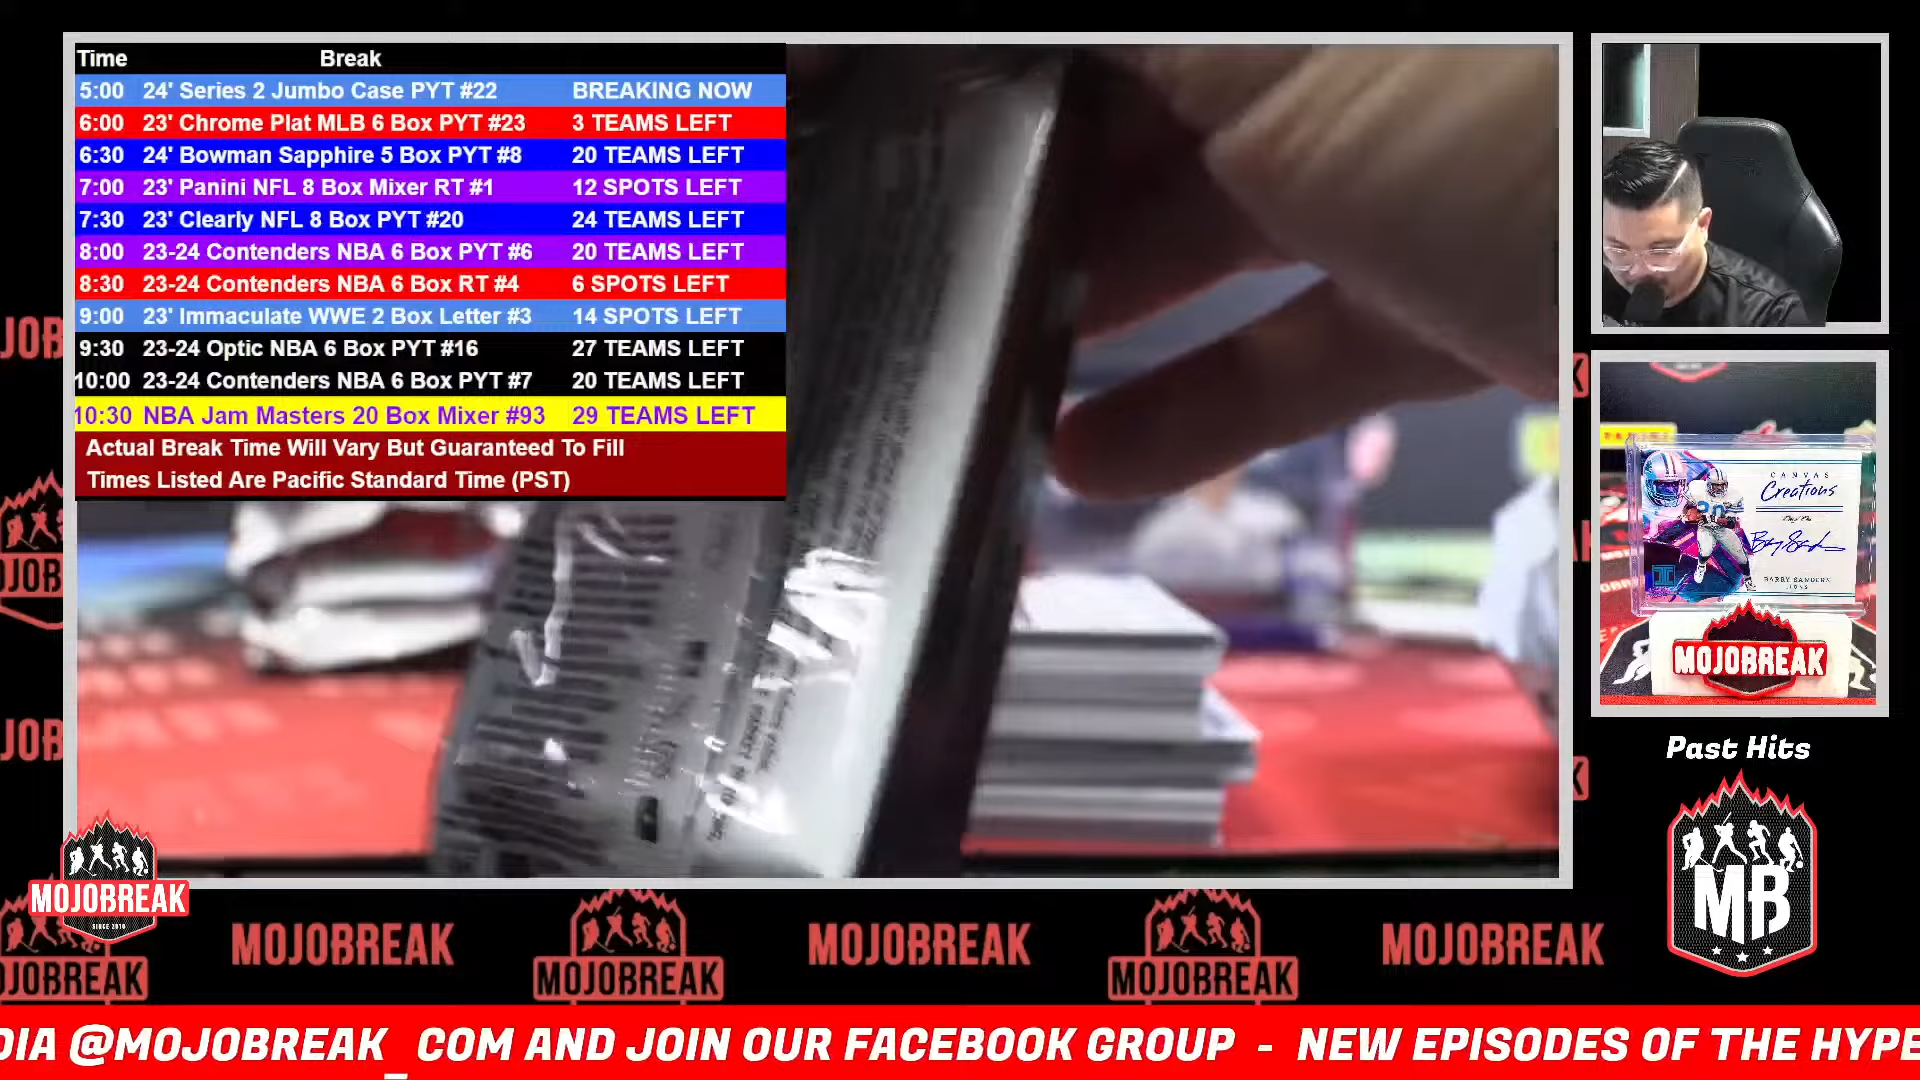 Time Break
5:00 24' Series 2 Jumbo Case PYT #22 BREAKING NOW
6:00 23' Chrome Plat MLB 6 Box PYT #23 3 TEAMS LEFT
6:30 24' Bowman Sapphire 5 Box PYT #8 20 TEAMS LEFT
7:00 23' Panini NFL 8 Box Mixer RT #1 12 SPOTS LEFT
7:30 23' Clearly NFL 8 Box PYT #20 24 TEAMS LEFT
8:00 23-24 Contenders NBA 6 Box PYT #6 20 TEAMS LEFT
8:30 23-24 Contenders NBA 6 Box RT #4 6 SPOTS LEFT
9:00 23' Immaculate WWE 2 Box Letter #3 14 SPOTS LEFT
9:30 23-24 Optic NBA 6 Box PYT #16 27 TEAMS LEFT
10:00 23-24 Contenders NBA 6 Box PYT #7 20 TEAMS LEFT
10:30 NBA Jam Masters 20 Box Mixer #93 29 TEAMS LEFT
Actual Break Time Will Vary But Guaranteed To Fill
Times Listed Are Pacific Standard Time (PST)
CANVAS
Creations
BARRY SANDERS
LIONS
MOJOBREAK
Past Hits
MB
MOJOBREAK
SINCE 2010
MOJOBREAK
MOJOBREAK
MOJOBREAK
MOJOBREAK
MOJOBREAK
DIA @MOJOBREAK_COM AND JOIN OUR FACEBOOK GROUP - NEW EPISODES OF THE HYPE